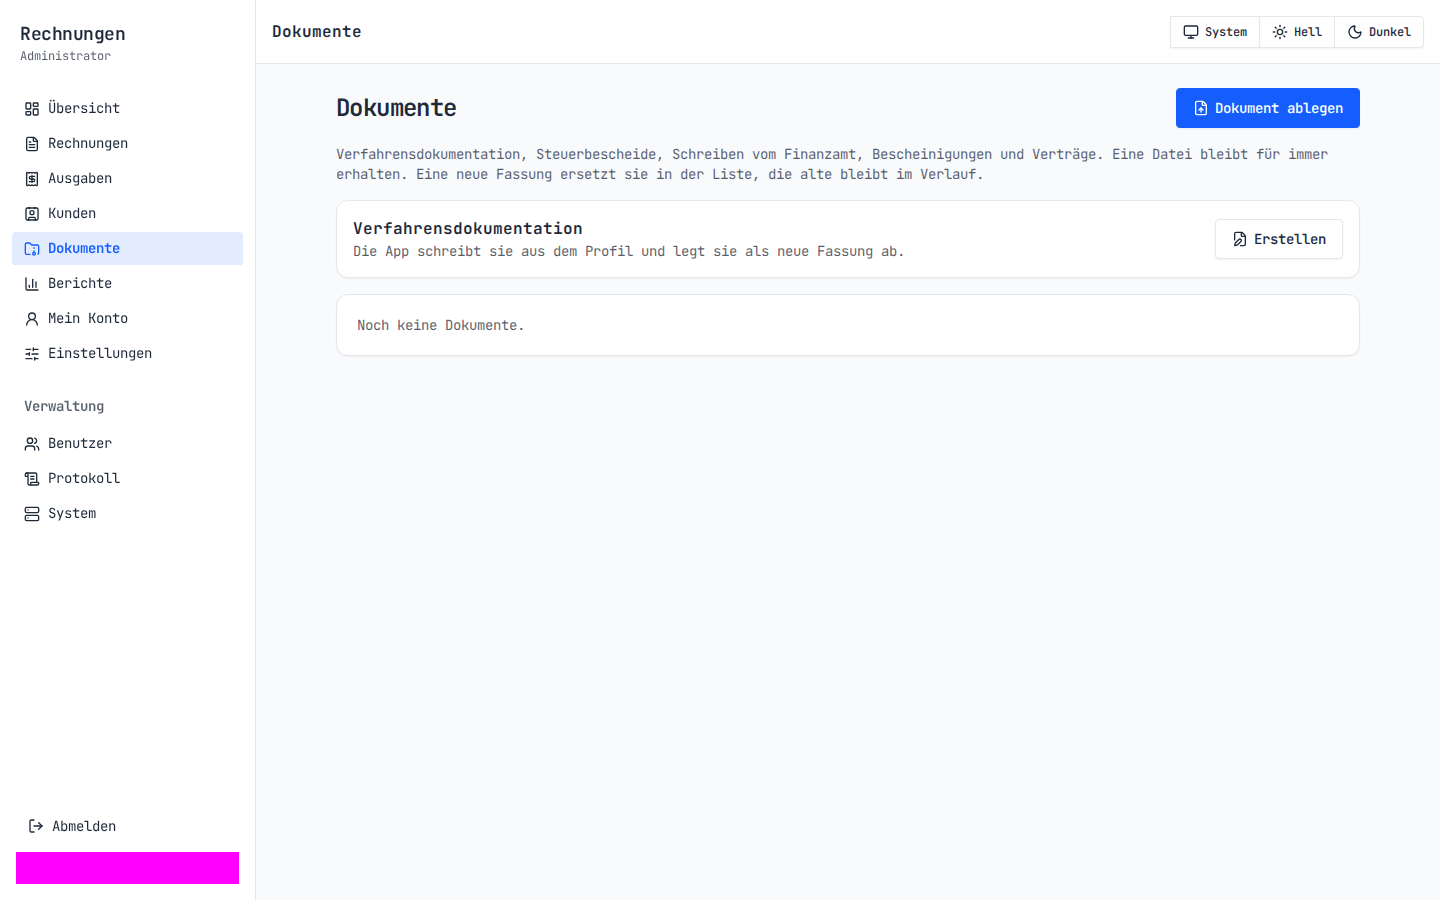 Rechnungen
Administrator
Übersicht
Rechnungen
Ausgaben
Kunden
Dokumente
Berichte
Mein Konto
Einstellungen
Verwaltung
Benutzer
Protokoll
System
Abmelden
Dokumente
System
Hell
Dunkel
Dokumente
Dokument ablegen
Verfahrensdokumentation, Steuerbescheide, Schreiben vom Finanzamt, Bescheinigungen und Verträge. Eine Datei bleibt für immer
erhalten. Eine neue Fassung ersetzt sie in der Liste, die alte bleibt im Verlauf.
Verfahrensdokumentation
Die App schreibt sie aus dem Profil und legt sie als neue Fassung ab.
Erstellen
Noch keine Dokumente.